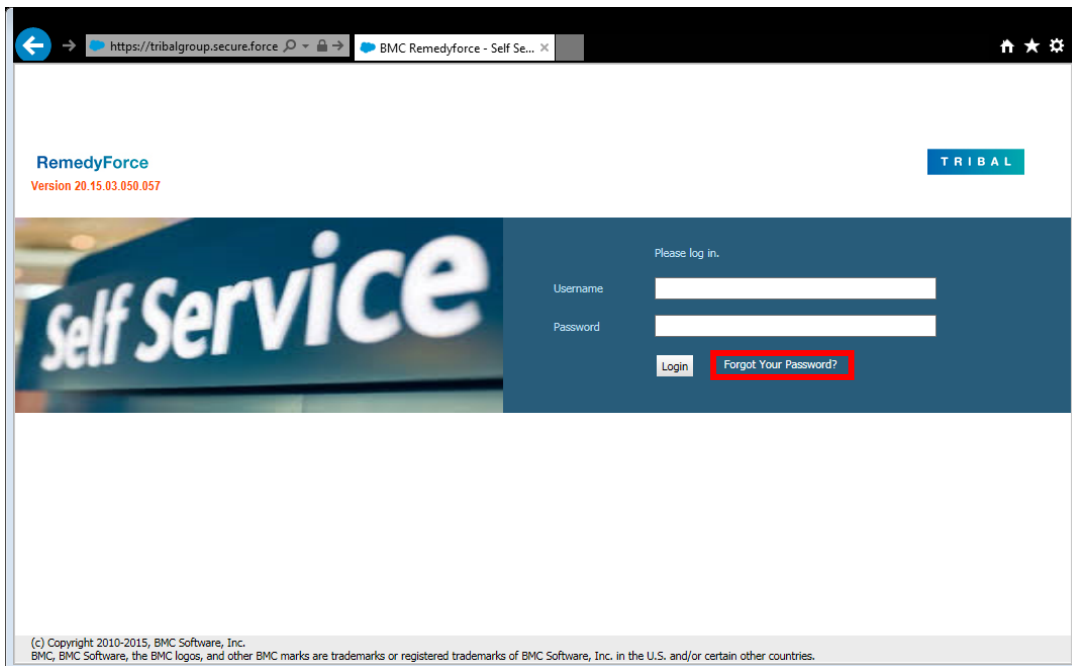 https://tribalgroup.secure.force
BMC Remedyforce - Self Se...
RemedyForce
TRIBAL
Version 20.15.03.050.057
Self Service
Please log in.
Username
Password
Login
Forgot Your Password?
(c) Copyright 2010-2015, BMC Software, Inc.
BMC, BMC Software, the BMC logos, and other BMC marks are trademarks or registered trademarks of BMC Software, Inc. in the U.S. and/or certain other countries.